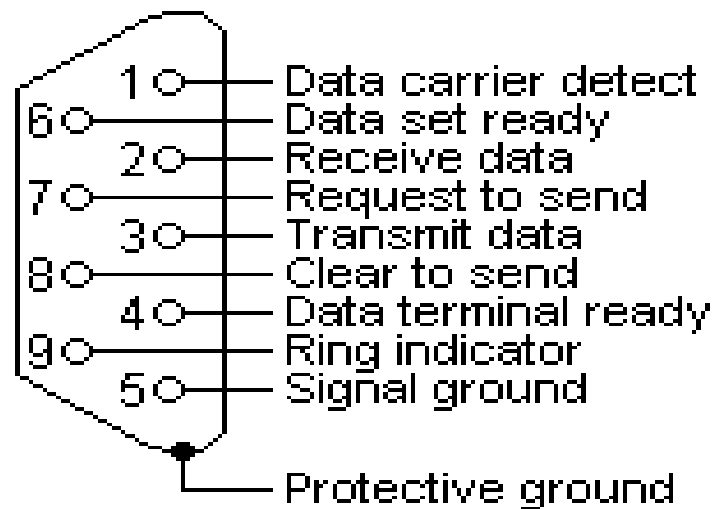 1 Data carrier detect
6 Data set ready
2 Receive data
7 Request to send
3 Transmit data
8 Clear to send
4 Data terminal ready
9 Ring indicator
5 Signal ground
Protective ground